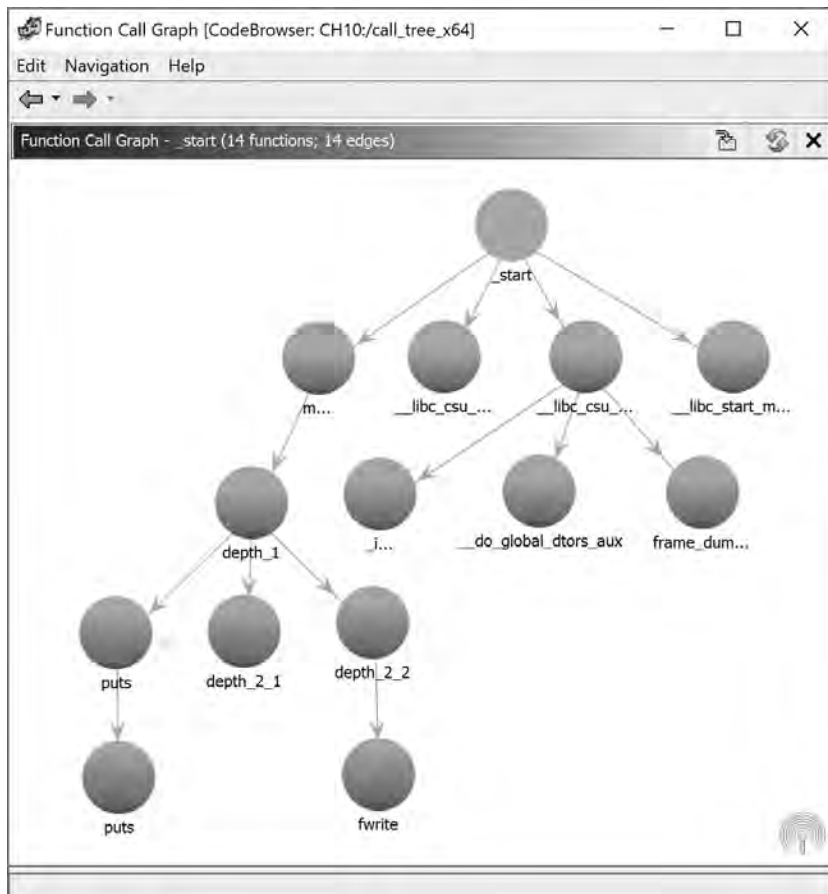 Function Call Graph [CodeBrowser: CH10:/call_tree_x64]
Edit Navigation Help
Function Call Graph - _start (14 functions; 14 edges)
_start
m...
__libc_csu_...
__libc_csu_...
__libc_start_m...
depth_1
_i...
__do_global_dtors_aux
frame_dum...
puts
depth_2_1
depth_2_2
puts
fwrite